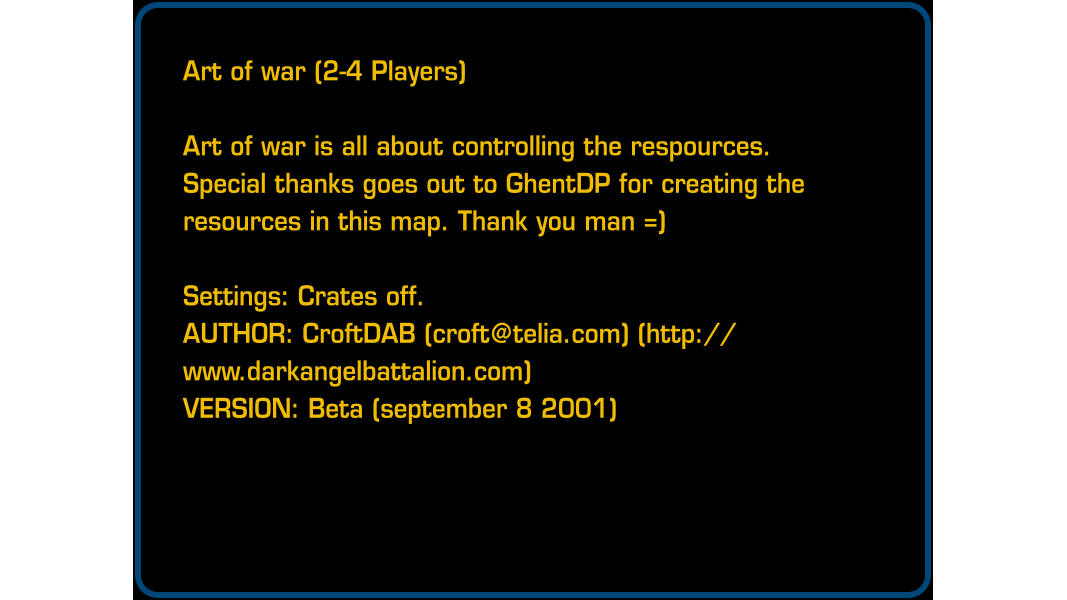 Art of war (2-4 Players)
Art of war is all about controlling the respources.
Special thanks goes out to GhentDP for creating the
resources in this map. Thank you man =)
Settings: Crates off.
AUTHOR: CroftDAB (croft@telia.com) (http://
www.darkangelbattalion.com)
VERSION: Beta (september 8 2001)